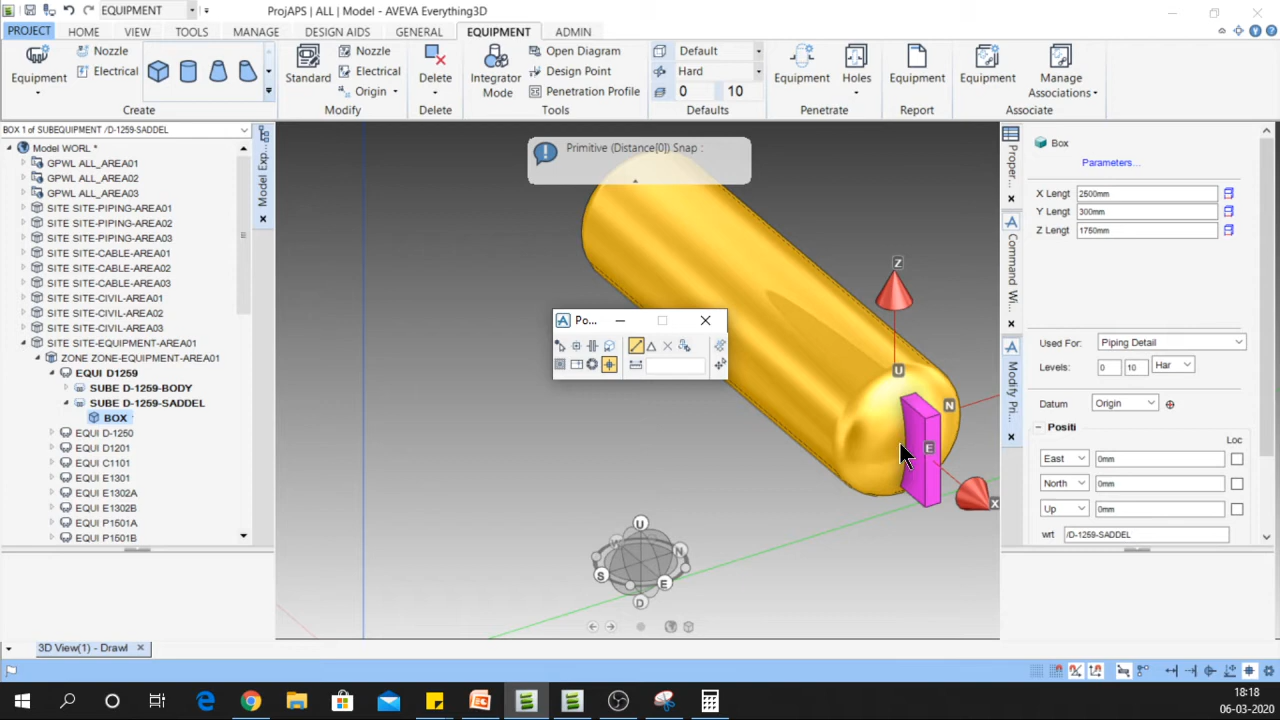 EQUIPMENT
ProjAPS | ALL | Model - AVEVA Everything3D
PROJECT HOME VIEW TOOLS MANAGE DESIGN AIDS GENERAL EQUIPMENT ADMIN
Equipment
Nozzle
Electrical
Create
Standard
Nozzle
Electrical
Origin
Modify
Delete
Delete
Integrator Mode
Open Diagram
Design Point
Penetration Profile
Tools
Default
Hard
0 10
Defaults
Equipment Holes
Penetrate
Equipment
Report
Equipment Manage Associations
Associate
BOX 1 of SUBEQUIPMENT /D-1259-SADDEL
Model WORL *
GPWL ALL_AREA01
GPWL ALL_AREA02
GPWL ALL_AREA03
SITE SITE-PIPING-AREA01
SITE SITE-PIPING-AREA02
SITE SITE-PIPING-AREA03
SITE SITE-CABLE-AREA01
SITE SITE-CABLE-AREA02
SITE SITE-CABLE-AREA03
SITE SITE-CIVIL-AREA01
SITE SITE-CIVIL-AREA02
SITE SITE-CIVIL-AREA03
SITE SITE-EQUIPMENT-AREA01
ZONE ZONE-EQUIPMENT-AREA01
EQUI D1259
SUBE D-1259-BODY
SUBE D-1259-SADDEL
BOX
EQUI D-1250
EQUI D1201
EQUI C1101
EQUI E1301
EQUI E1302A
EQUI E1302B
EQUI P1501A
EQUI P1501B
Model Exp...
Primitive (Distance[0]) Snap :
Po...
Z
U
N
E
X
U
N
S
E
D
Proper...
Command Wi...
Modify Pri...
Box
Parameters...
X Lengt 2500mm
Y Lengt 300mm
Z Lengt 1750mm
Used For: Piping Detail
Levels: 0 10 Har
Datum Origin
Positi
Loc
East 0mm
North 0mm
Up 0mm
wrt /D-1259-SADDEL
3D View(1) - Drawl
18:18
06-03-2020